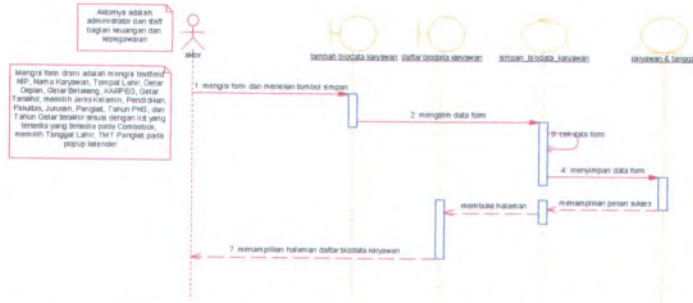 Aktornya adalah
administrator dan staff
bagian keuangan dan
kepegawaian
aktor
tambah biodata karyawan
daftar biodata karyawan
simpan_biodata_karyawan
karyawan & tanggal
Mengisi form disini adalah mengisi textfield
NIP, Nama Karyawan, Tempat Lahir, Gelar
Depan, Gelar Belakang, KARPEG, Gelar
Terakhir, memilih Jenis Kelamin, Pendidikan,
Fakultas, Jurusan, Pangkat, Tahun PNS, dan
Tahun Gelar terakhir sesuai dengan list yang
tersedia yang tersedia pada Combobox,
memilih Tanggal Lahir, TMT Pangkat pada
popup kalender
1: mengisi form dan menekan tombol simpan
2: mengirim data form
3: cek data form
4: menyimpan data form
menampilkan pesan sukses
membuka halaman
7: menampilkan halaman daftar biodata karyawan